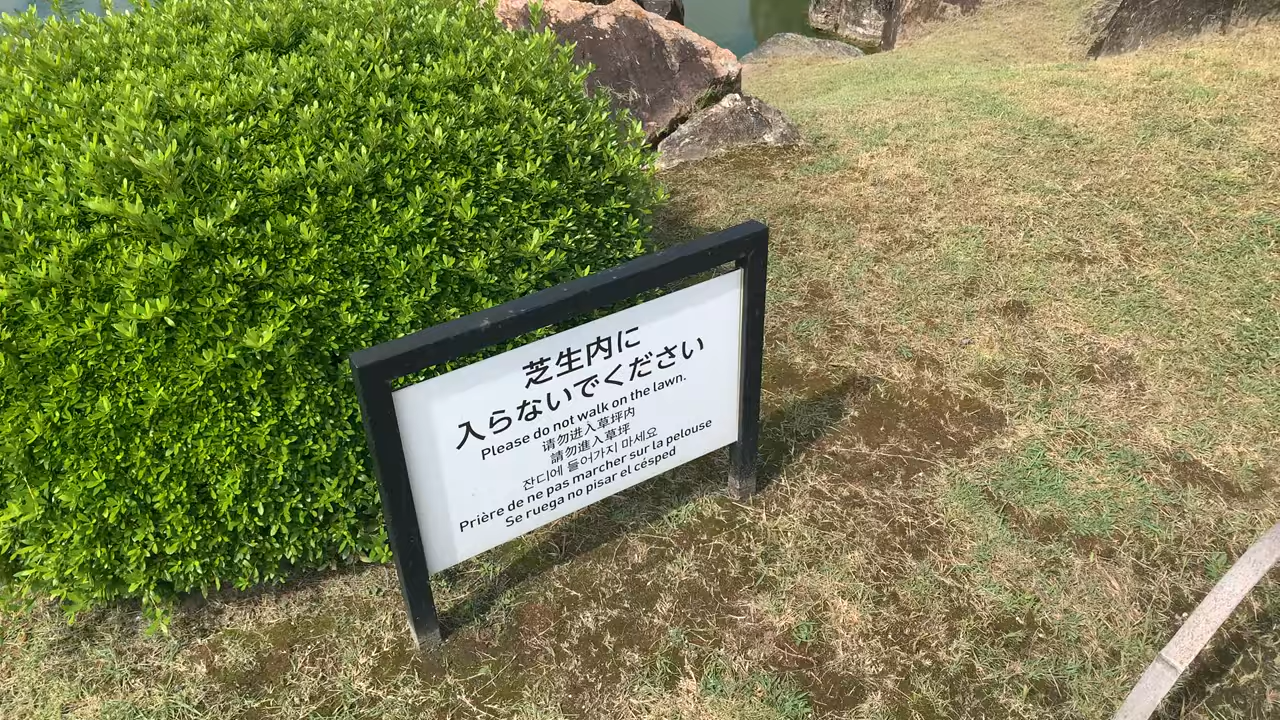 芝生内に
入らないでください
Please do not walk on the lawn.
请勿进入草坪内
請勿進入草坪
잔디에 들어가지 마세요
Prière de ne pas marcher sur la pelouse
Se ruega no pisar el césped